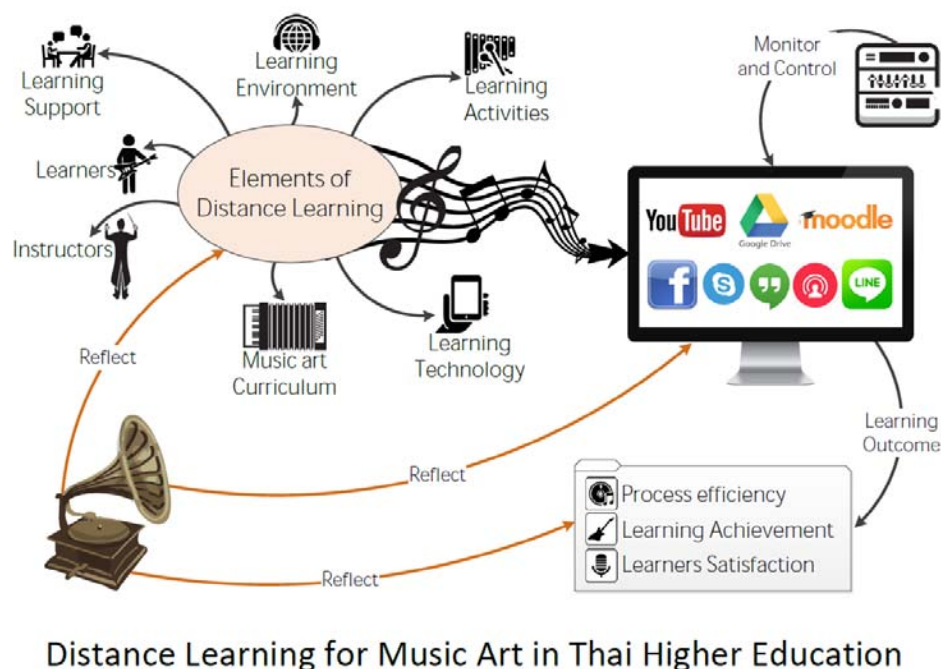 Learning
Support
Learning
Environment
Learning
Activities
Learners
Instructors
Elements of
Distance Learning
Music art
Curriculum
Learning
Technology
Monitor
and Control
YouTube
Google Drive
moodle
f
S
LINE
Reflect
Reflect
Reflect
Learning
Outcome
Process efficiency
Learning Achievement
Learners Satisfaction
Distance Learning for Music Art in Thai Higher Education